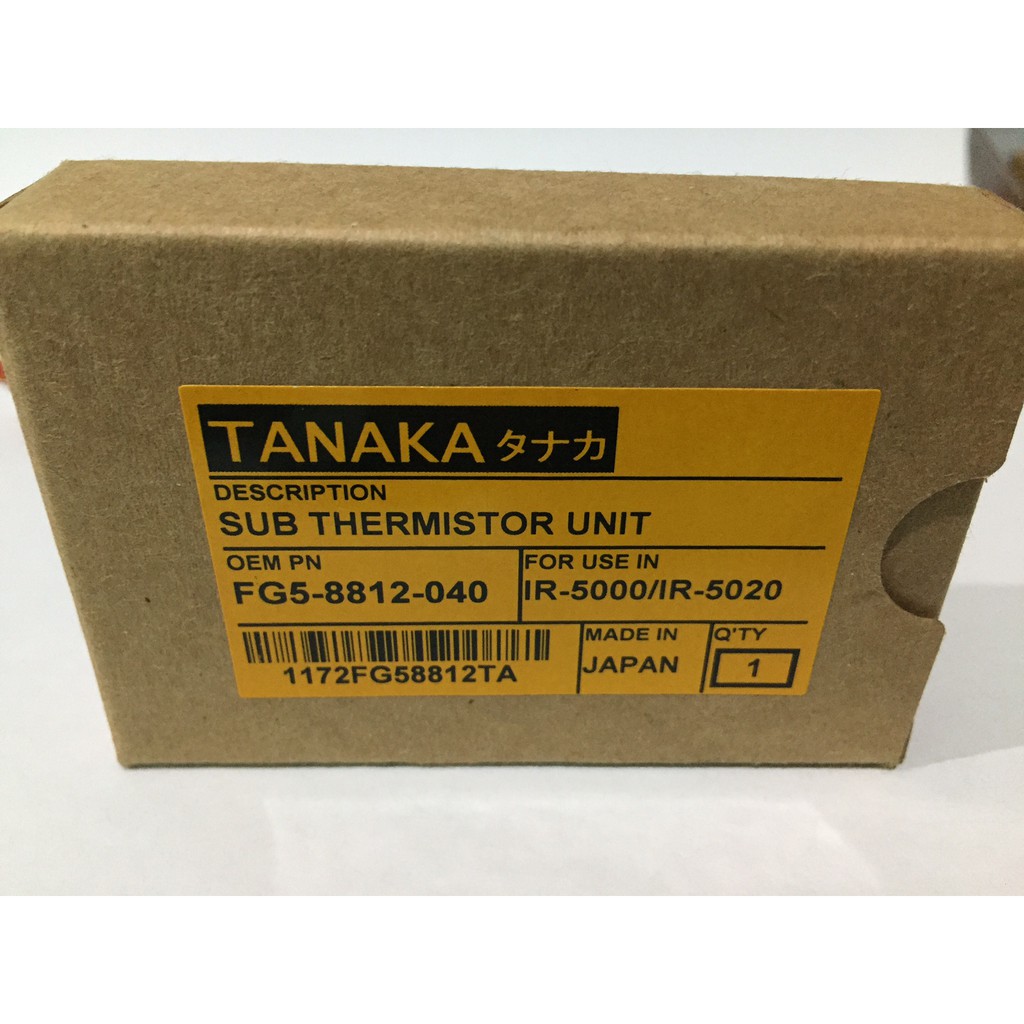 TANAKA タナカ
DESCRIPTION
SUB THERMISTOR UNIT
OEM PN
FG5-8812-040
FOR USE IN
IR-5000/IR-5020
1172FG58812TA
MADE IN
JAPAN
Q'TY
1